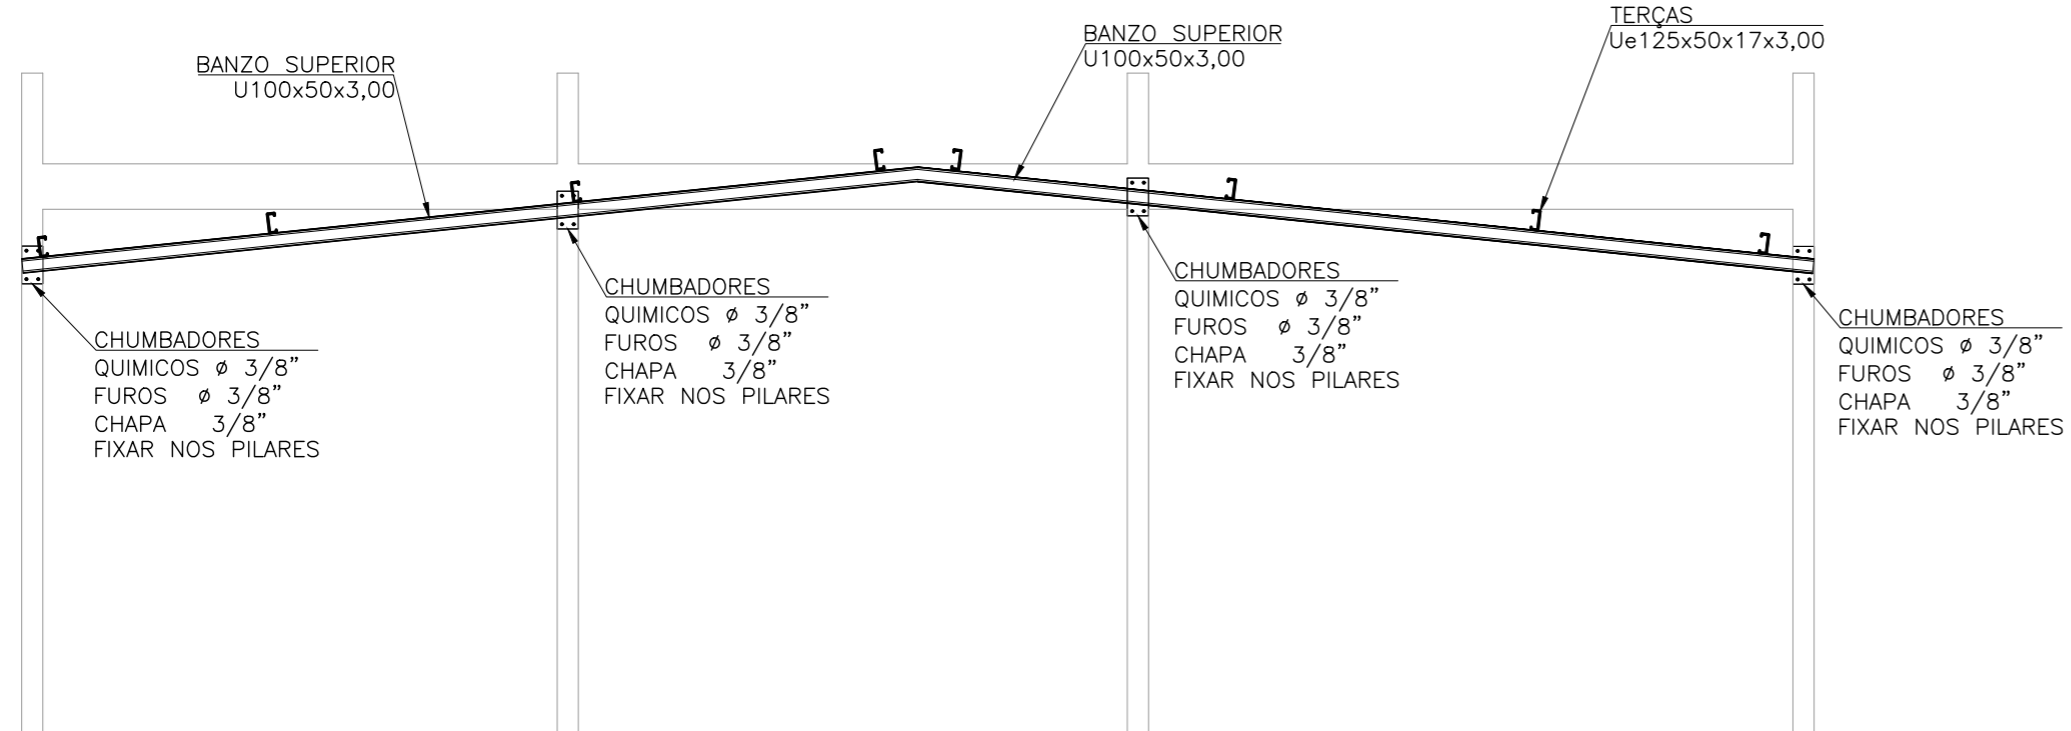 BANZO SUPERIOR
U100x50x3,00
BANZO SUPERIOR
U100x50x3,00
TERÇAS
Ue125x50x17x3,00
CHUMBADORES
QUIMICOS ø 3/8”
FUROS ø 3/8”
CHAPA 3/8”
FIXAR NOS PILARES
CHUMBADORES
QUIMICOS ø 3/8”
FUROS ø 3/8”
CHAPA 3/8”
FIXAR NOS PILARES
CHUMBADORES
QUIMICOS ø 3/8”
FUROS ø 3/8”
CHAPA 3/8”
FIXAR NOS PILARES
CHUMBADORES
QUIMICOS ø 3/8”
FUROS ø 3/8”
CHAPA 3/8”
FIXAR NOS PILARES